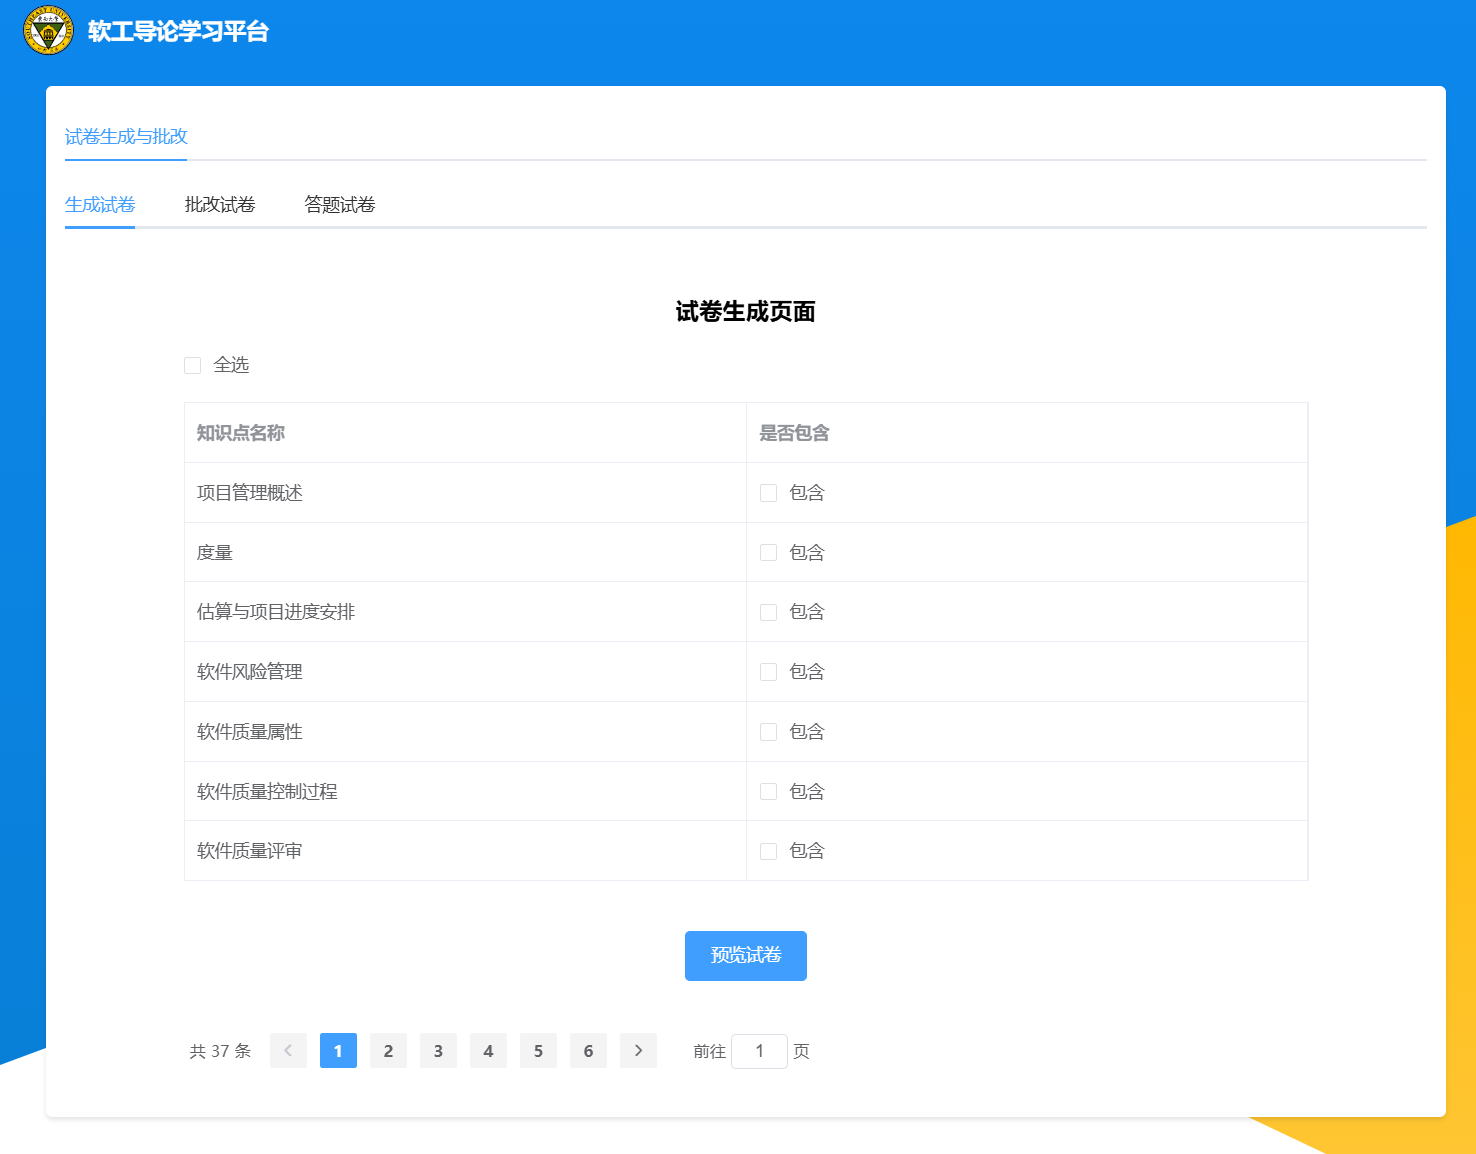 软工导论学习平台
试卷生成与批改
生成试卷 批改试卷 答题试卷
试卷生成页面
全选
知识点名称 是否包含
项目管理概述 包含
度量 包含
估算与项目进度安排 包含
软件风险管理 包含
软件质量属性 包含
软件质量控制过程 包含
软件质量评审 包含
预览试卷
共 37 条 1 2 3 4 5 6 前往 1 页